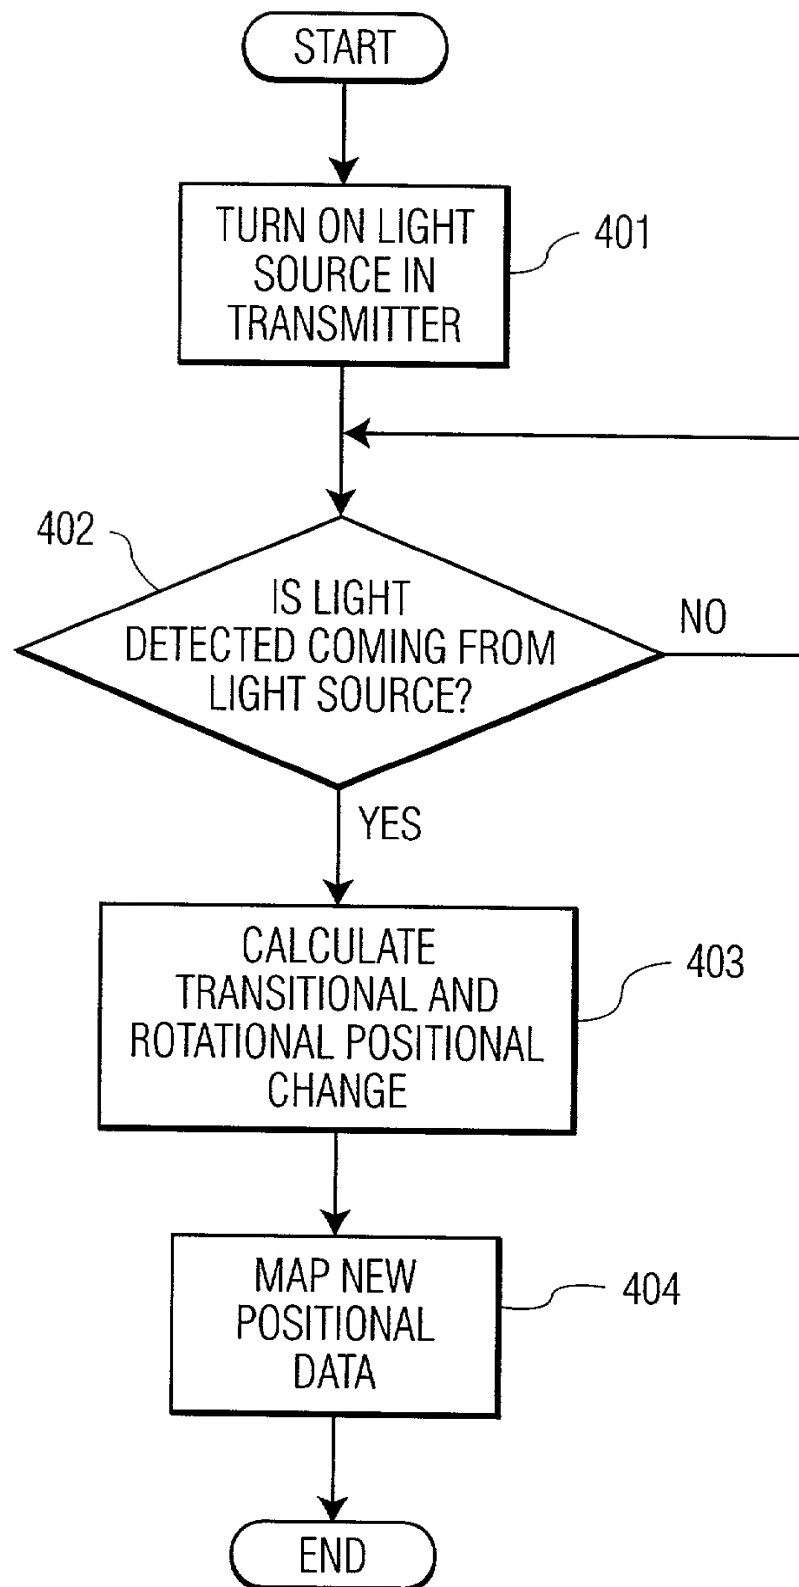 START
TURN ON LIGHT
SOURCE IN
TRANSMITTER
401
402
IS LIGHT
DETECTED COMING FROM
LIGHT SOURCE?
NO
YES
CALCULATE
TRANSITIONAL AND
ROTATIONAL POSITIONAL
CHANGE
403
MAP NEW
POSITIONAL
DATA
404
END